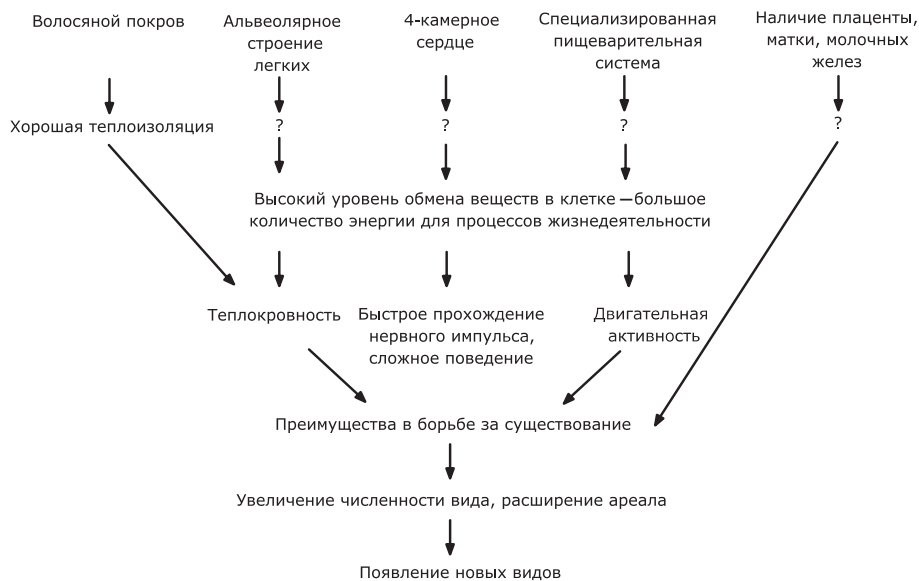 Волосяной покров
Альвеолярное
строение
легких
4-камерное
сердце
Специализированная
пищеварительная
система
Наличие плаценты,
матки, молочных
желез
Хорошая теплоизоляция
?
?
?
?
Высокий уровень обмена веществ в клетке — большое
количество энергии для процессов жизнедеятельности
Теплокровность
Быстрое прохождение
нервного импульса,
сложное поведение
Двигательная
активность
Преимущества в борьбе за существование
Увеличение численности вида, расширение ареала
Появление новых видов